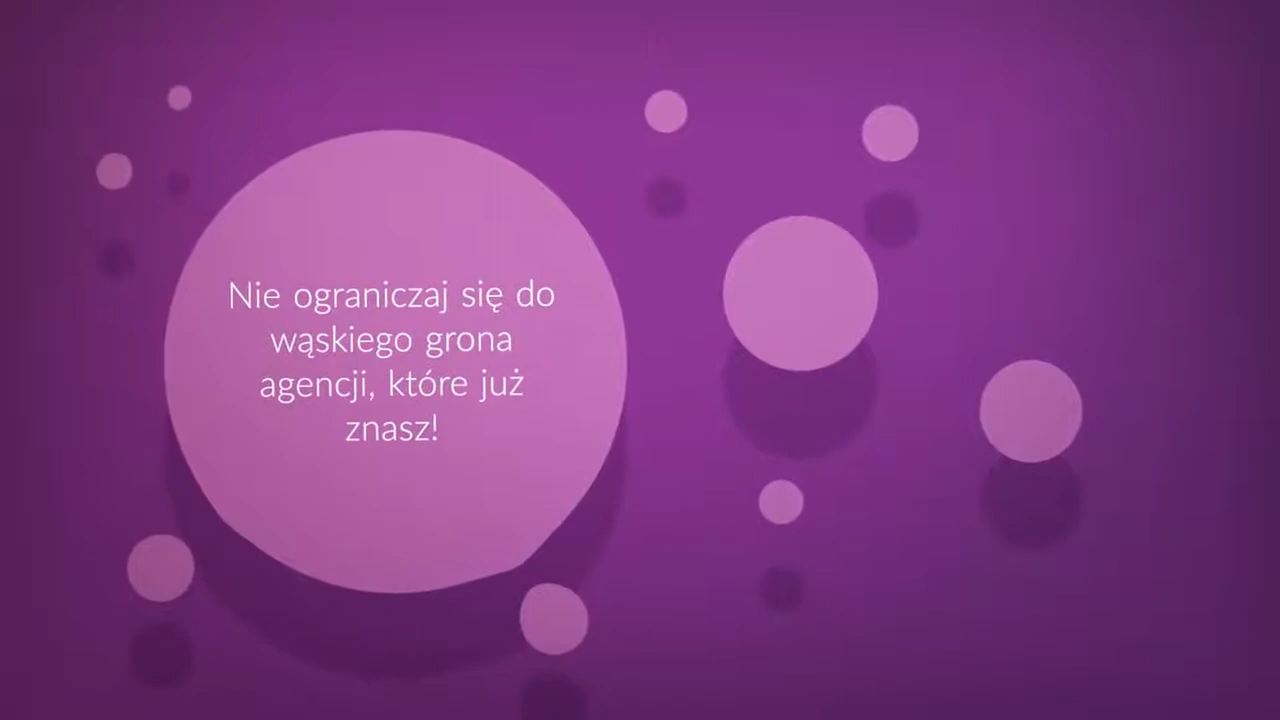 Nie ograniczaj się do
wąskiego grona
agencji, które już
znasz!